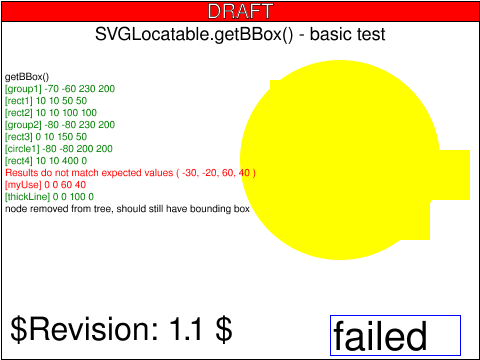 DRAFT
SVGLocatable.getBBox() - basic test
getBBox()
[group1] -70 -60 230 200
[rect1] 10 10 50 50
[rect2] 10 10 100 100
[group2] -80 -80 230 200
[rect3] 0 10 150 50
[circle1] -80 -80 200 200
[rect4] 10 10 400 0
Results do not match expected values ( -30, -20, 60, 40 )
[myUse] 0 0 60 40
[thickLine] 0 0 100 0
node removed from tree, should still have bounding box
$Revision: 1.1 $
failed